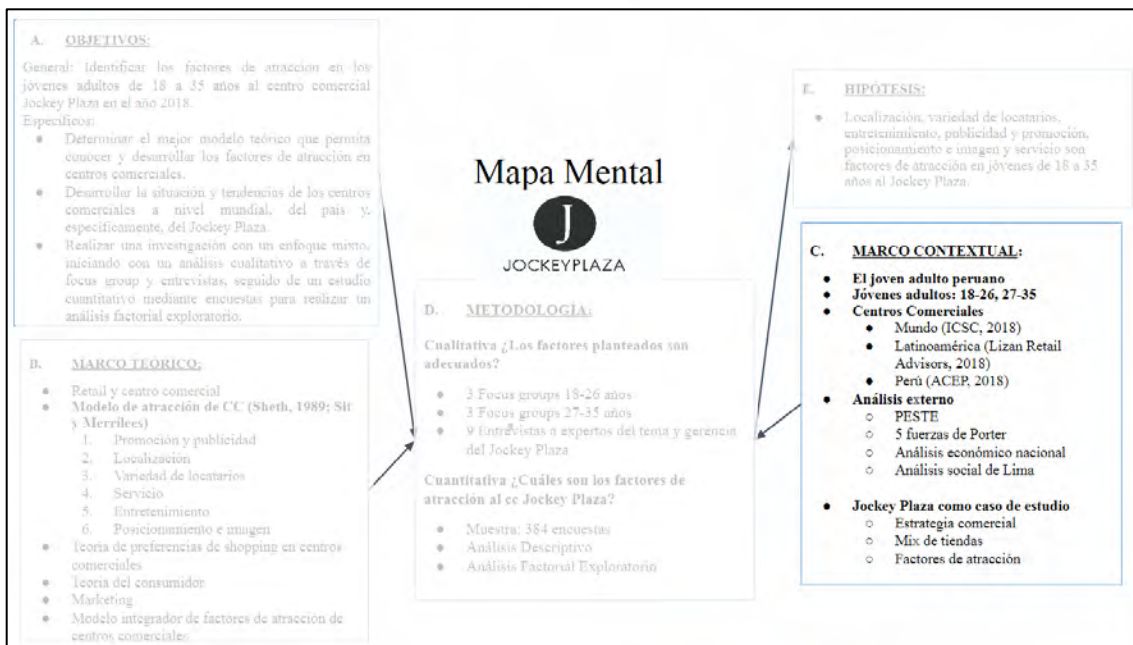 A. OBJETIVOS:
General: Identificar los factores de atracción en los
jóvenes adultos de 18 a 35 años al centro comercial
Jockey Plaza en el año 2018.
Específicos:
● Determinar el mejor modelo teórico que permita
conocer y desarrollar los factores de atracción en
centros comerciales.
● Desarrollar la situación y tendencias de los centros
comerciales a nivel mundial, del país y,
específicamente, del Jockey Plaza.
● Realizar una investigación con un enfoque mixto,
iniciando con un análisis cualitativo a través de
focus group y entrevistas, seguido de un estudio
cuantitativo mediante encuestas para realizar un
análisis factorial exploratorio.
B. MARCO TEÓRICO:
● Retail y centro comercial
● Modelo de atracción de CC (Sheth, 1989; Sit
y Merrilees)
1. Promoción y publicidad
2. Localización
3. Variedad de locatarios
4. Servicio
5. Entretenimiento
6. Posicionamiento e imagen
● Teoría de preferencias de shopping en centros
comerciales
● Teoría del consumidor
● Marketing
● Modelo integrador de factores de atracción de
centros comerciales
Mapa Mental
J
JOCKEYPLAZA
D. METODOLOGÍA:
Cualitativa ¿Los factores planteados son
adecuados?
● 3 Focus groups 18-26 años
● 3 Focus groups 27-35 años
● 9 Entrevistas a expertos del tema y gerencia
del Jockey Plaza
Cuantitativa ¿Cuáles son los factores de
atracción al cc Jockey Plaza?
● Muestra: 384 encuestas
● Análisis Descriptivo
● Análisis Factorial Exploratorio
E. HIPÓTESIS:
● Localización, variedad de locatarios,
entretenimiento, publicidad y promoción,
posicionamiento e imagen y servicio son
factores de atracción en jóvenes de 18 a 35
años al Jockey Plaza.
C. MARCO CONTEXTUAL:
● El joven adulto peruano
● Jóvenes adultos: 18-26, 27-35
● Centros Comerciales
● Mundo (ICSC, 2018)
● Latinoamérica (Lizan Retail
Advisors, 2018)
● Perú (ACEP, 2018)
● Análisis externo
○ PESTE
○ 5 fuerzas de Porter
○ Análisis económico nacional
○ Análisis social de Lima
● Jockey Plaza como caso de estudio
○ Estrategia comercial
○ Mix de tiendas
○ Factores de atracción